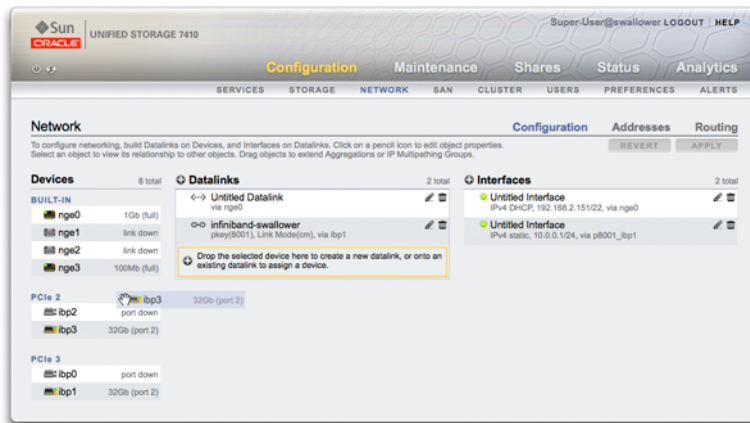 Sun
ORACLE
UNIFIED STORAGE 7410
Super-User@swallower LOGOUT HELP
Configuration Maintenance Shares Status Analytics
SERVICES STORAGE NETWORK SAN CLUSTER USERS PREFERENCES ALERTS
Network
Configuration Addresses Routing
To configure networking, build Datalinks on Devices, and Interfaces on Datalinks. Click on a pencil icon to edit object properties.
Select an object to view its relationship to other objects. Drag objects to extend Aggregations or IP Multipathing Groups.
REVERT APPLY
Devices 8 total
BUILT-IN
nge0 1Gb (full)
nge1 link down
nge2 link down
nge3 100Mb (full)
PCIe 2
ibp3 32Gb (port 2)
ibp2 port down
ibp3 32Gb (port 2)
PCIe 3
ibp0 port down
ibp1 32Gb (port 2)
Datalinks 2 total
Untitled Datalink
via nge0
infiniband-swallower
pkey(8001), Link Mode(cm), via ibp1
Drop the selected device here to create a new datalink, or onto an
existing datalink to assign a device.
Interfaces 2 total
Untitled Interface
IPv4 DHCP, 192.168.2.151/22, via nge0
Untitled Interface
IPv4 static, 10.0.0.1/24, via p8001_ibp1